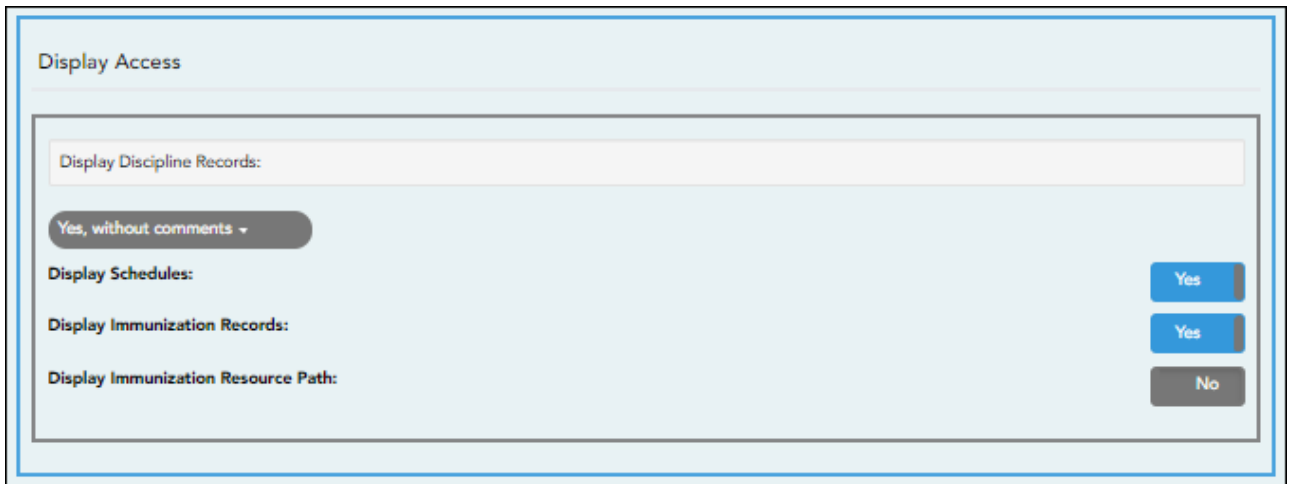 Display Access
Display Discipline Records:
Yes, without comments
Display Schedules:
Yes
Display Immunization Records:
Yes
Display Immunization Resource Path:
No